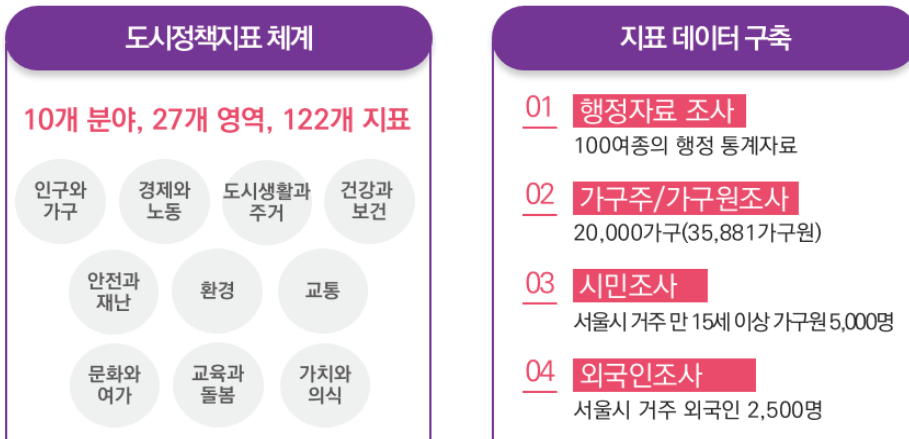 도시정책지표 체계
10개 분야, 27개 영역, 122개 지표
인구와
가구
경제와
노동
도시생활과
주거
건강과
보건
안전과
재난
환경
교통
문화와
여가
교육과
돌봄
가치와
의식
지표 데이터 구축
01 행정자료 조사
100여종의 행정 통계자료
02 가구주/가구원조사
20,000가구(35,881가구원)
03 시민조사
서울시 거주 만 15세 이상 가구원 5,000명
04 외국인조사
서울시 거주 외국인 2,500명